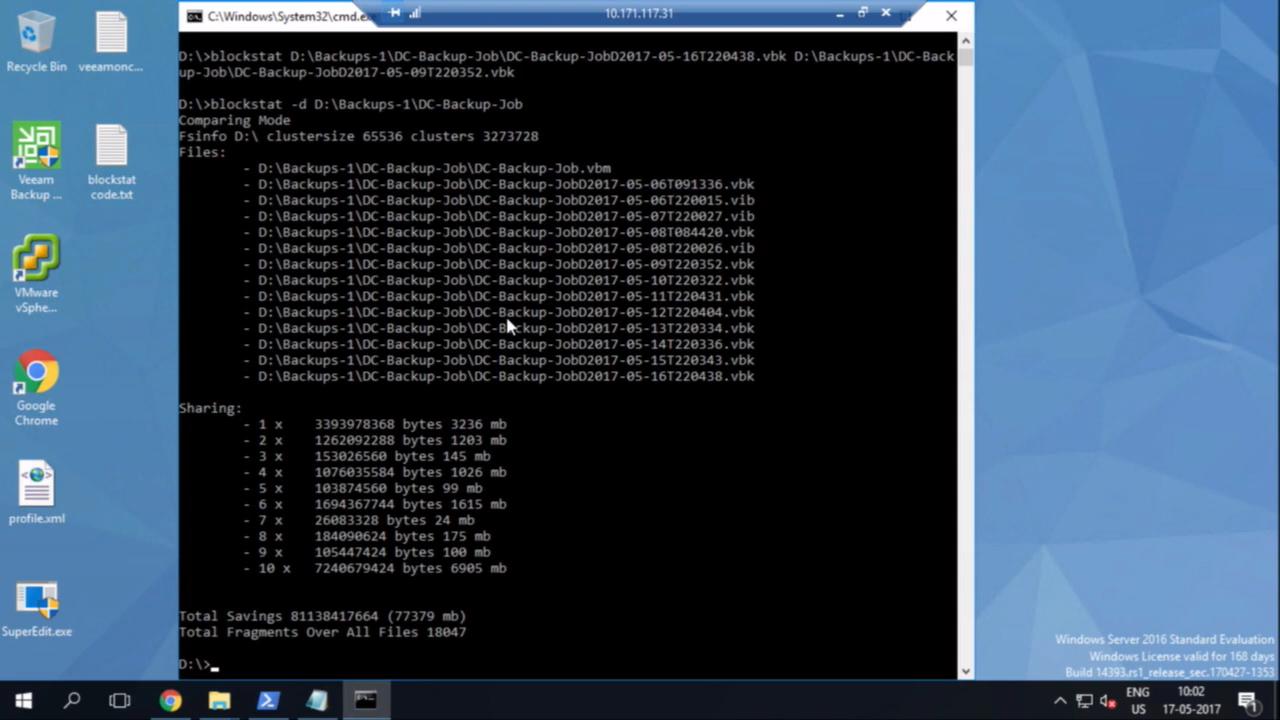 C:\Windows\System32\cmd.exe
10.171.117.31
Recycle Bin
veeamonc...
Veeam
Backup ...
blockstat
code.txt
VMware
vSphe...
Google
Chrome
profile.xml
SuperEdit.exe
D:\>blockstat D:\Backups-1\DC-Backup-Job\DC-Backup-JobD2017-05-16T220438.vbk D:\Backups-1\DC-Back
up-Job\DC-Backup-JobD2017-05-09T220352.vbk
D:\>blockstat -d D:\Backups-1\DC-Backup-Job
Comparing Mode
Fsinfo D:\ clustersize 65536 clusters 3273728
Files:
- D:\Backups-1\DC-Backup-Job\DC-Backup-Job.vbm
- D:\Backups-1\DC-Backup-Job\DC-Backup-JobD2017-05-06T091336.vbk
- D:\Backups-1\DC-Backup-Job\DC-Backup-JobD2017-05-06T220015.vib
- D:\Backups-1\DC-Backup-Job\DC-Backup-JobD2017-05-07T220027.vib
- D:\Backups-1\DC-Backup-Job\DC-Backup-JobD2017-05-08T084420.vbk
- D:\Backups-1\DC-Backup-Job\DC-Backup-JobD2017-05-08T220026.vib
- D:\Backups-1\DC-Backup-Job\DC-Backup-JobD2017-05-09T220352.vbk
- D:\Backups-1\DC-Backup-Job\DC-Backup-JobD2017-05-10T220322.vbk
- D:\Backups-1\DC-Backup-Job\DC-Backup-JobD2017-05-11T220431.vbk
- D:\Backups-1\DC-Backup-Job\DC-Backup-JobD2017-05-12T220404.vbk
- D:\Backups-1\DC-Backup-Job\DC-Backup-JobD2017-05-13T220334.vbk
- D:\Backups-1\DC-Backup-Job\DC-Backup-JobD2017-05-14T220336.vbk
- D:\Backups-1\DC-Backup-Job\DC-Backup-JobD2017-05-15T220343.vbk
- D:\Backups-1\DC-Backup-Job\DC-Backup-JobD2017-05-16T220438.vbk
Sharing:
- 1 x 3393978368 bytes 3236 mb
- 2 x 1262092288 bytes 1203 mb
- 3 x 153026560 bytes 145 mb
- 4 x 1076035584 bytes 1026 mb
- 5 x 103874560 bytes 99 mb
- 6 x 1694367744 bytes 1615 mb
- 7 x 26083328 bytes 24 mb
- 8 x 184090624 bytes 175 mb
- 9 x 105447424 bytes 100 mb
- 10 x 7240679424 bytes 6905 mb
Total Savings 81138417664 (77379 mb)
Total Fragments Over All Files 18047
D:\>
Windows Server 2016 Standard Evaluation
Windows License valid for 168 days
Build 14393.rs1_release_sec.170427-1353
ENG
US
10:02
17-05-2017
1